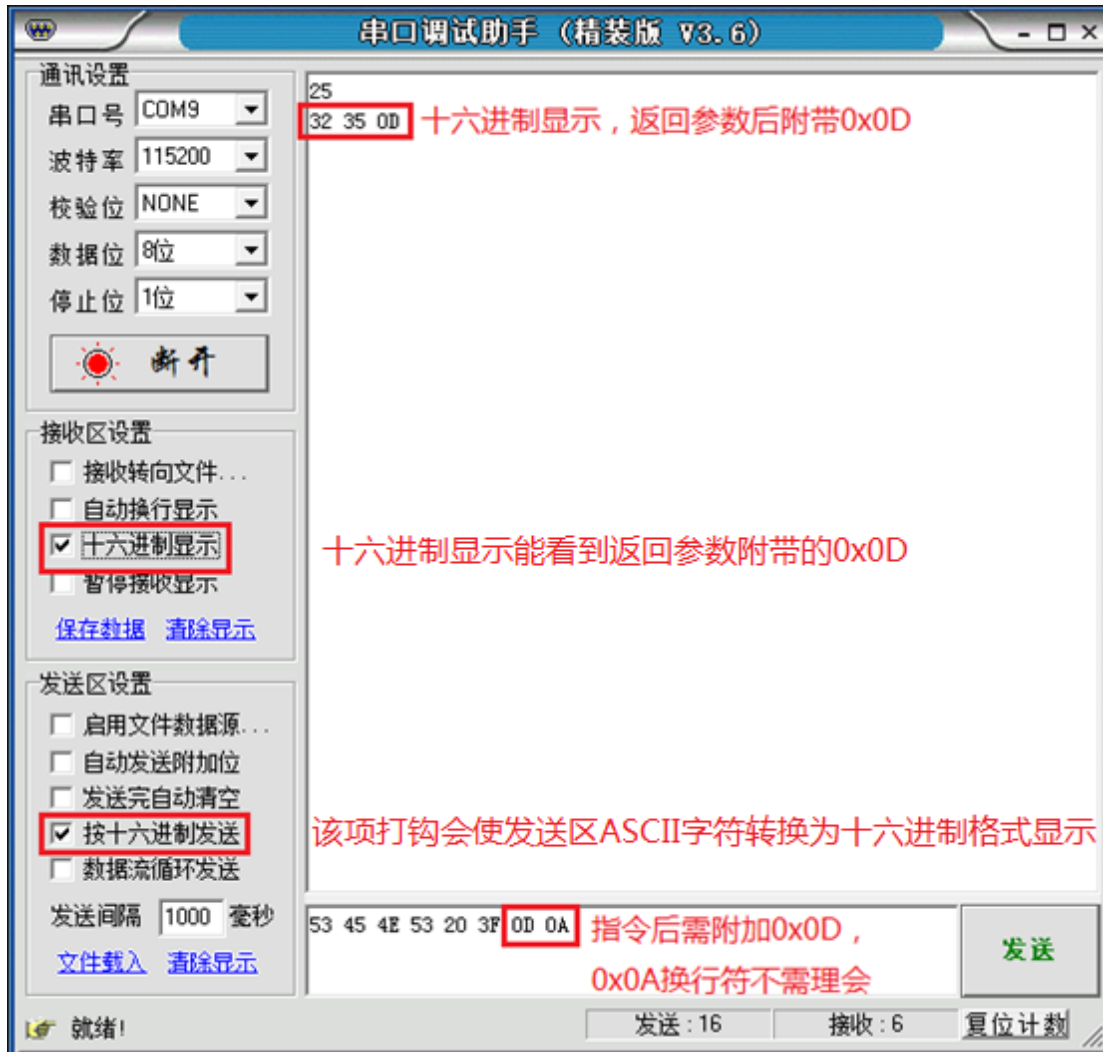 串口调试助手 (精装版 V3.6)
通讯设置
串口号 COM9
波特率 115200
校验位 NONE
数据位 8位
停止位 1位
断开
接收区设置
接收转向文件...
自动换行显示
十六进制显示
暂停接收显示
保存数据 清除显示
发送区设置
启用文件数据源...
自动发送附加位
发送完自动清空
按十六进制发送
数据流循环发送
发送间隔 1000 毫秒
文件载入 清除显示
25
32 35 0D 十六进制显示，返回参数后附带0x0D
十六进制显示能看到返回参数附带的0x0D
该项打钩会使发送区ASCII字符转换为十六进制格式显示
53 45 4E 53 20 3F 0D 0A 指令后需附加0x0D，
0x0A换行符不需理会
发送
就绪! 发送:16 接收:6 复位计数